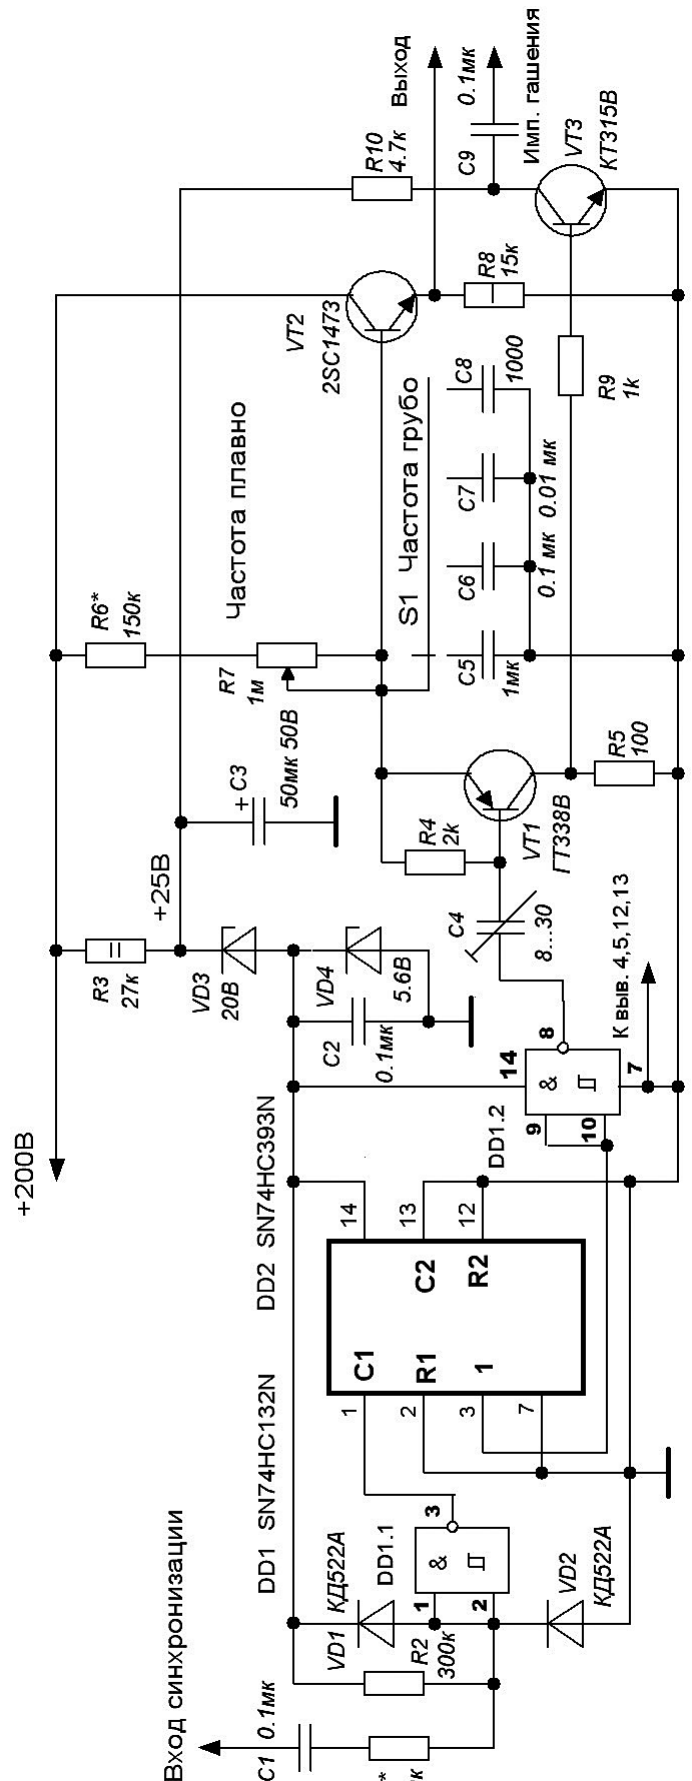 Вход синхронизации
C1 0.1мк
*
к
R2
300к
VD1 КД522А
VD2
КД522А
DD1 SN74HC132N
DD1.1
&
1
2
3
DD2 SN74HC393N
1
2
3
7
C1
R1
1
C2
R2
14
13
12
DD1.2
&
9
10
14
8
7
К выв. 4,5,12,13
+200В
R3
27к
+25В
VD3
20В
VD4
5.6В
C2
0.1мк
+ C3
50мк 50В
C4
8...30
R4
2k
VT1
ГТ338В
R5
100
R6*
150к
R7
1м
Частота плавно
S1 Частота грубо
C5
1мк
C6
0.1 мк
C7
0.01 мк
C8
1000
VT2
2SC1473
R8
15к
R9
1k
R10
4.7к
Выход
C9
0.1мк
Имп. гашения
VT3
КТ315В